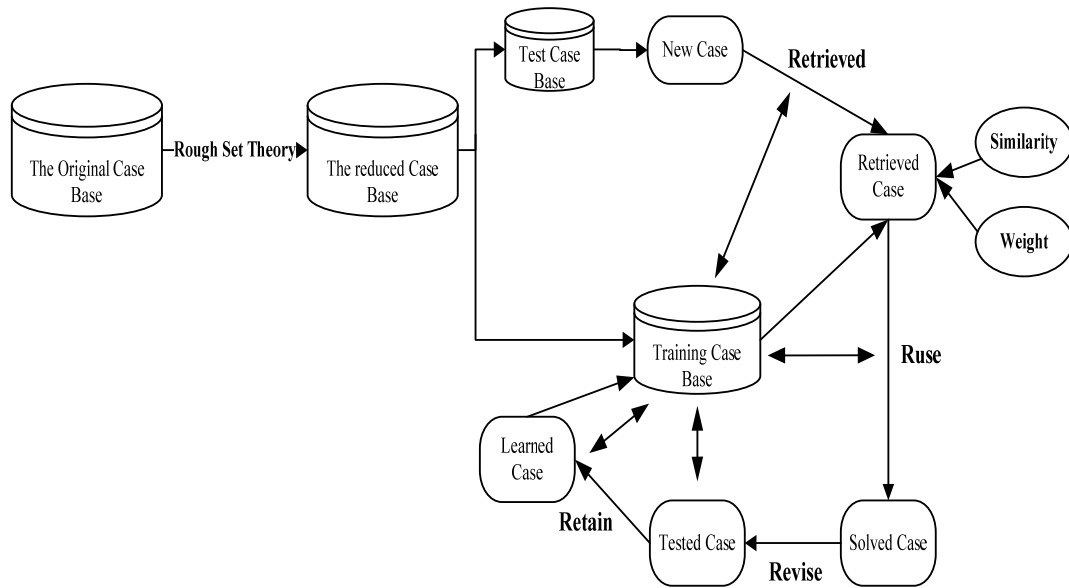 Test Case
Base
New Case
Retrieved
The Original Case
Base
Rough Set Theory
The reduced Case
Base
Retrieved
Case
Similarity
Weight
Training Case
Base
Ruse
Learned
Case
Retain
Tested Case
Revise
Solved Case